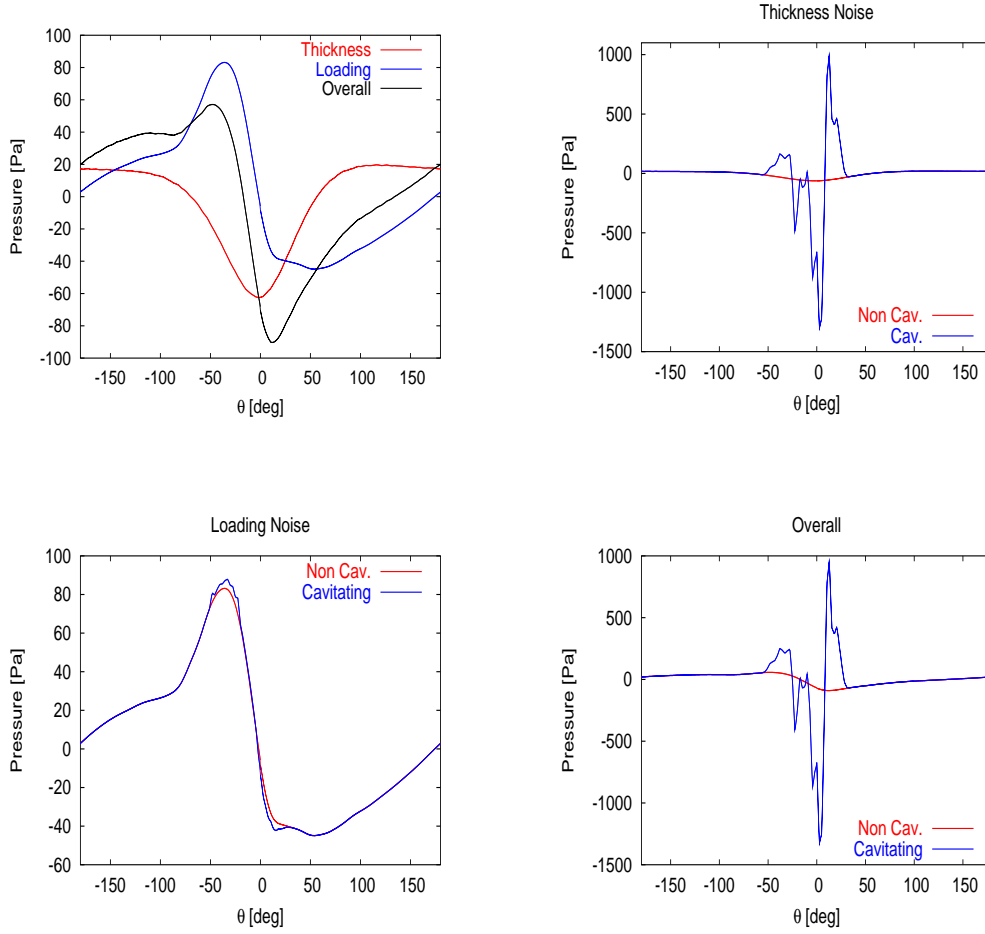 100
80
60
40
20
0
-20
-40
-60
-80
-100
Pressure [Pa]
Thickness
Loading
Overall
-150 -100 -50 0 50 100 150
θ [deg]
Thickness Noise
1000
500
0
-500
-1000
-1500
Pressure [Pa]
Non Cav.
Cav.
-150 -100 -50 0 50 100 150
θ [deg]
Loading Noise
100
80
60
40
20
0
-20
-40
-60
Pressure [Pa]
Non Cav.
Cavitating
-150 -100 -50 0 50 100 150
θ [deg]
Overall
1000
500
0
-500
-1000
-1500
Pressure [Pa]
Non Cav.
Cavitating
-150 -100 -50 0 50 100 150
θ [deg]